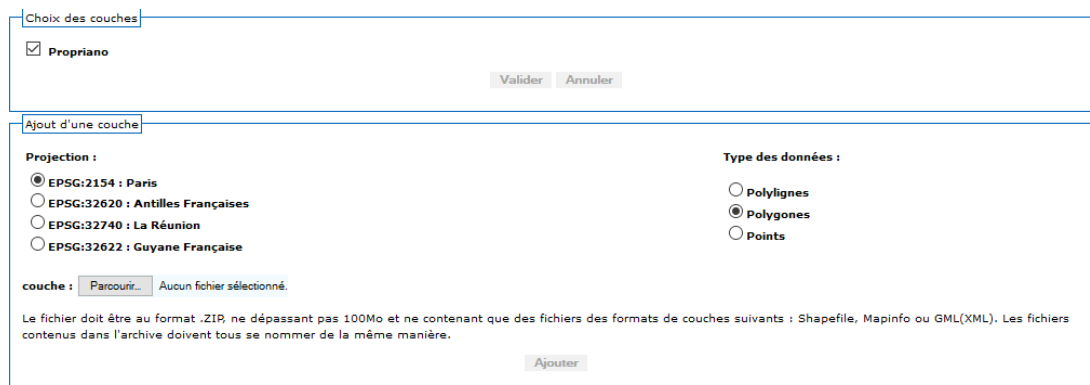 Choix des couches
Propriano
Valider Annuler
Ajout d'une couche
Projection :
Type des données :
EPSG:2154 : Paris
EPSG:32620 : Antilles Françaises
EPSG:32740 : La Réunion
EPSG:32622 : Guyane Française
Polylignes
Polygones
Points
couche : Parcourir... Aucun fichier sélectionné.
Le fichier doit être au format .ZIP, ne dépassant pas 100Mo et ne contenant que des fichiers des formats de couches suivants : Shapefile, Mapinfo ou GML(XML). Les fichiers
contenus dans l'archive doivent tous se nommer de la même manière.
Ajouter